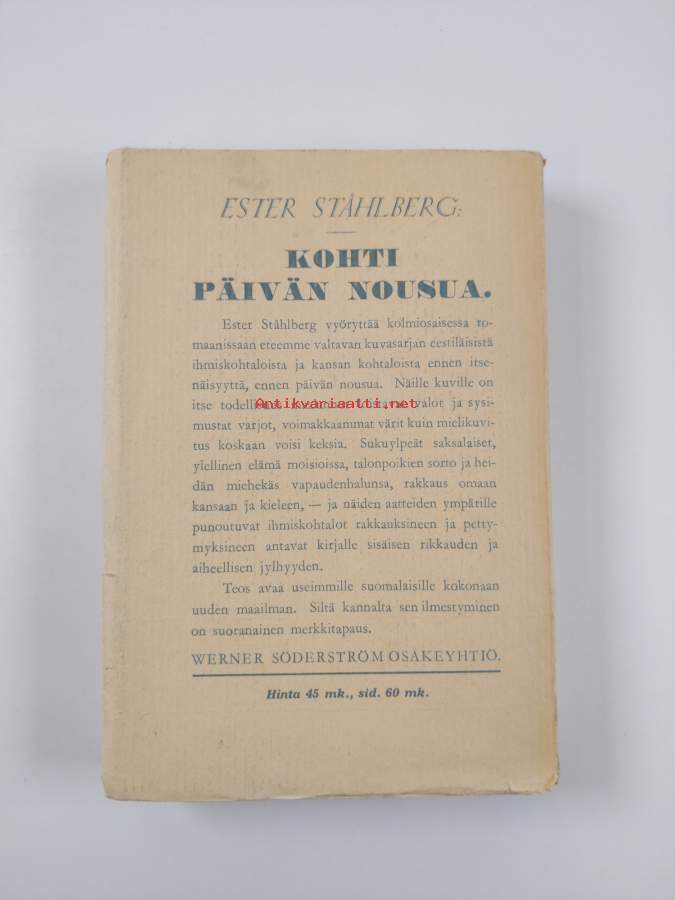 ESTER STÅHLBERG:
KOHTI
PÄIVÄN NOUSUA.
Ester Ståhlberg vyöryttää kolmiosaisessa ro-
maanissaan eteemme valtavan kuvasarjan eestiläisistä
ihmiskohtaloista ja kansan kohtaloista ennen itse-
näisyyttä, ennen päivän nousua. Näille kuville on
Antikvariaatti.net
itse valot ja sysi-
mustat varjot, voimakkaammat värit kuin mielikuvi-
tus koskaan voisi keksia. Sukuylpeät saksalaiset,
ylellinen elämä moisioissa, talonpoikien sorto ja hei-
dän miehekäs vapaudenhalunsa, rakkaus omaan
kansaan ja kieleen, — ja näiden aatteiden ympärille
punoutuvat ihmiskohtalot rakkauksineen ja petty-
myksineen antavat kirjalle sisäisen rikkauden ja
aiheellisen jylhyyden.
Teos avaa useimmille suomalaisille kokonaan
uuden maailman. Siltä kannalta sen ilmestyminen
on suoranainen merkkitapaus.
WERNER SÖDERSTRÖM OSAKEYHTIÖ.
Hinta 45 mk., sid. 60 mk.